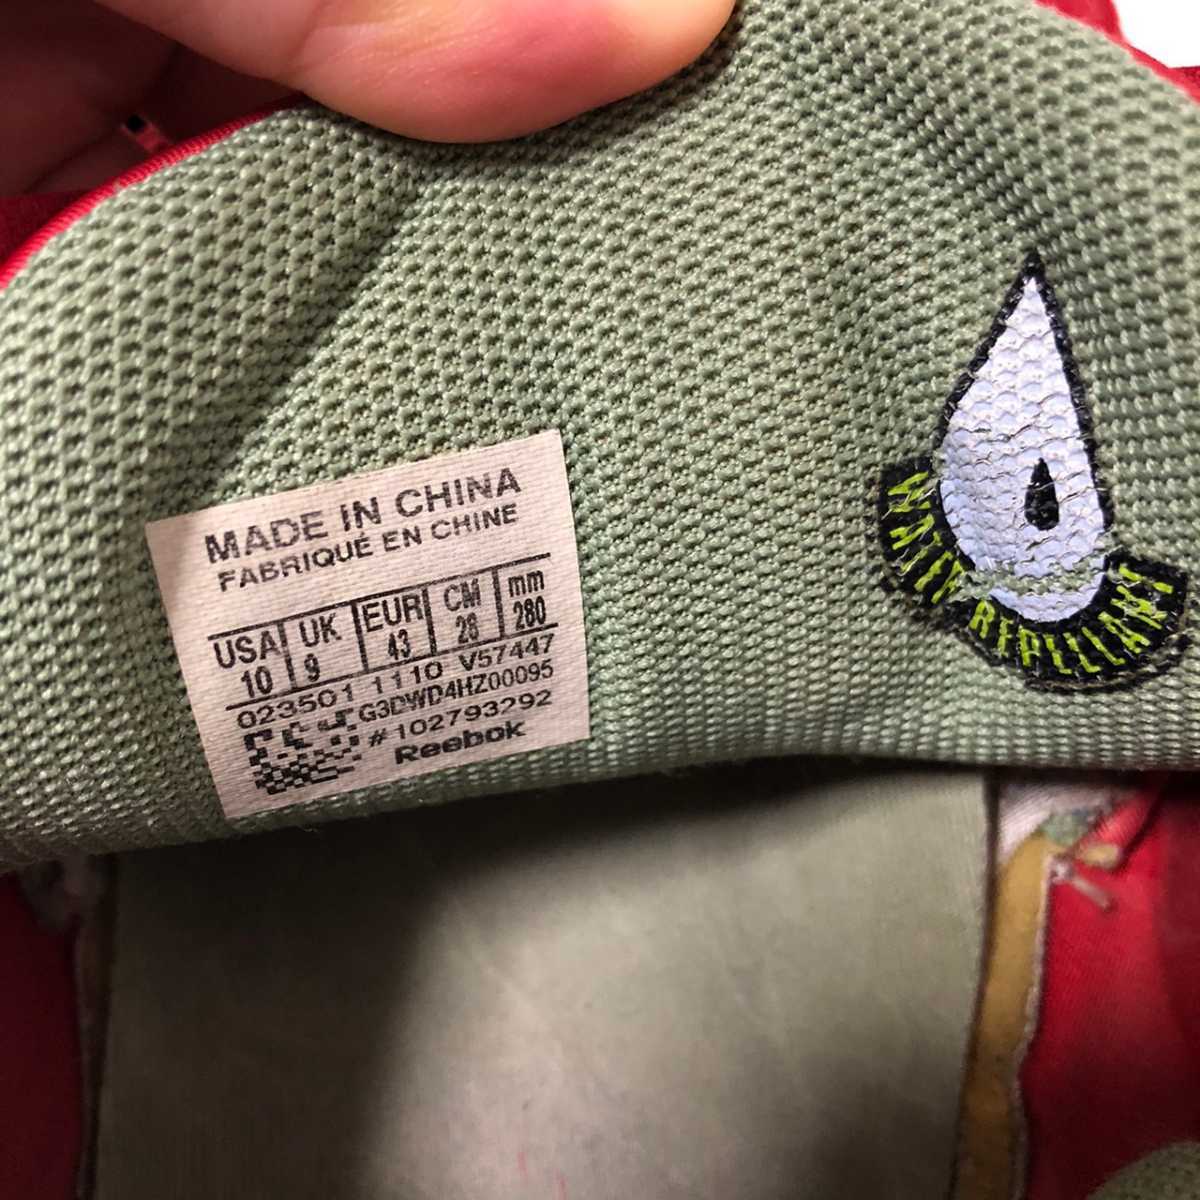 MADE IN CHINA
FABRIQUÉ EN CHINE
USA UK EUR CM mm
10 9 43 28 280
023501 1110 V57447
G3DWD4HZ00095
#102793292
Reebok
WATER REPELLANT